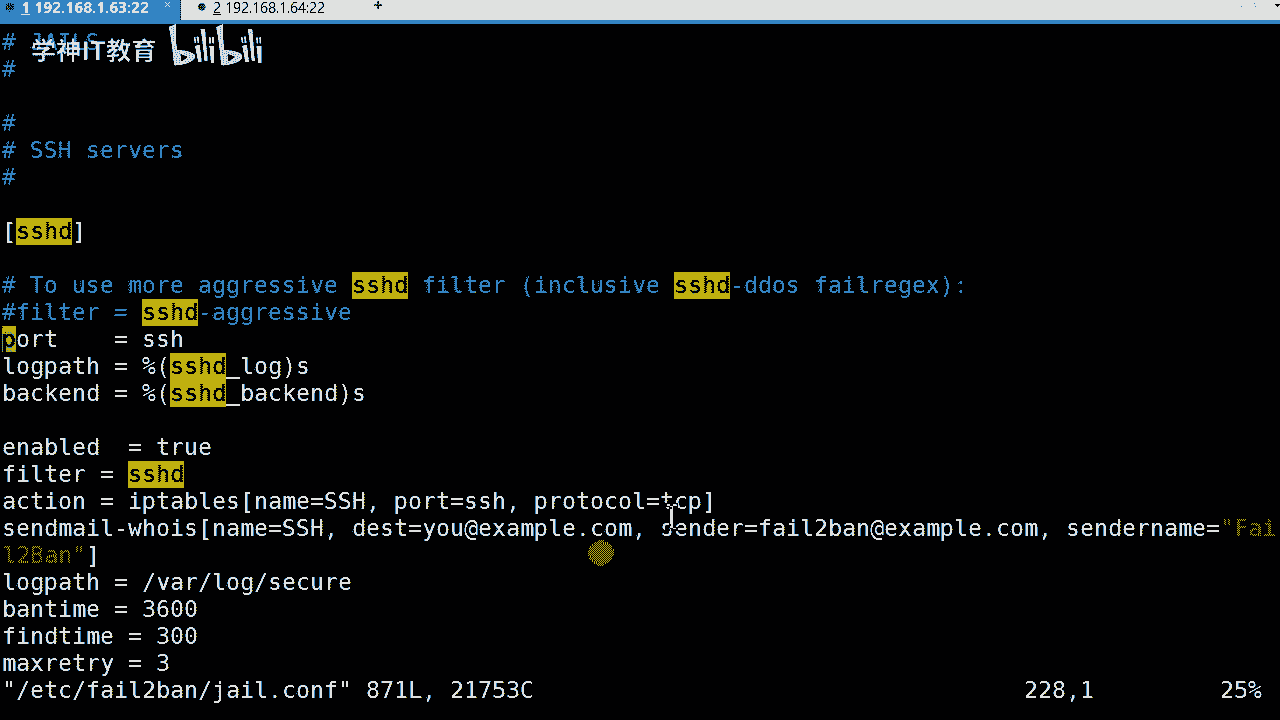 1 192.168.1.63:22 × 2 192.168.1.64:22 +
# JAILS
学神IT教育 bilibili
#
#
# SSH servers
#
[sshd]
# To use more aggressive sshd filter (inclusive sshd-ddos failregex):
#filter = sshd-aggressive
port    = ssh
logpath = %(sshd_log)s
backend = %(sshd_backend)s
enabled  = true
filter = sshd
action = iptables[name=SSH, port=ssh, protocol=tcp]
sendmail-whois[name=SSH, dest=you@example.com, sender=fail2ban@example.com, sendername="Fai
l2Ban"]
logpath = /var/log/secure
bantime = 3600
findtime = 300
maxretry = 3
"/etc/fail2ban/jail.conf" 871L, 21753C 228,1 25%